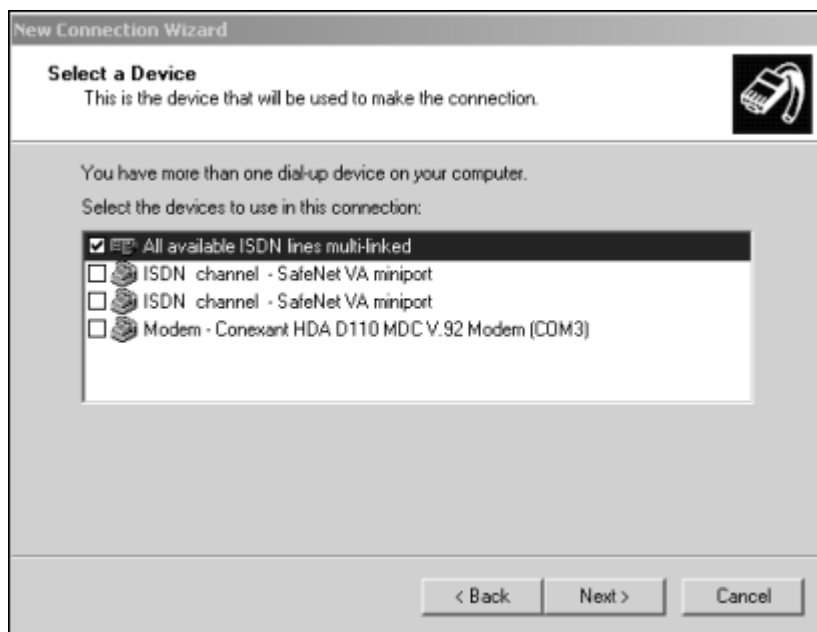 New Connection Wizard
Select a Device
This is the device that will be used to make the connection.
You have more than one dial-up device on your computer.
Select the devices to use in this connection:
All available ISDN lines multi-linked
ISDN channel - SafeNet VA miniport
ISDN channel - SafeNet VA miniport
Modem - Conexant HDA D110 MDC V.92 Modem (COM3)
< Back Next > Cancel